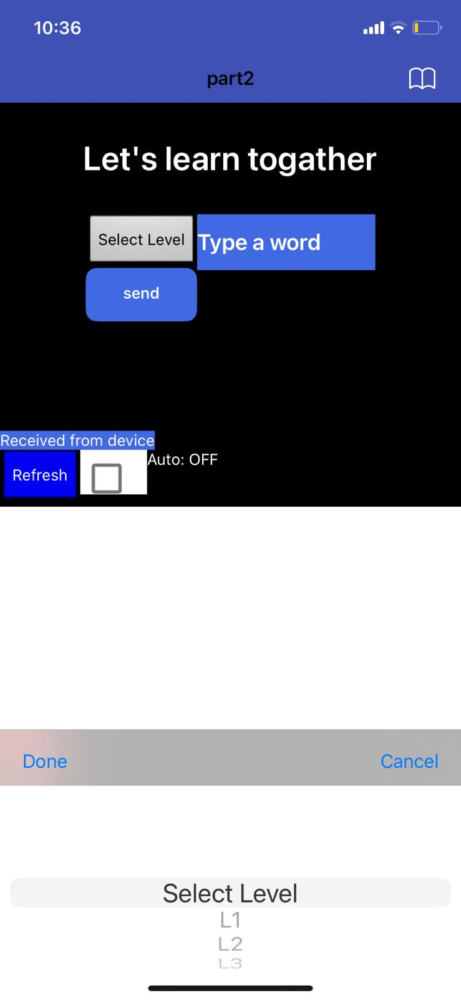 10:36
part2
Let's learn togather
Select Level
Type a word
send
Received from device
Refresh
Auto: OFF
Done
Cancel
Select Level
L1
L2
L3